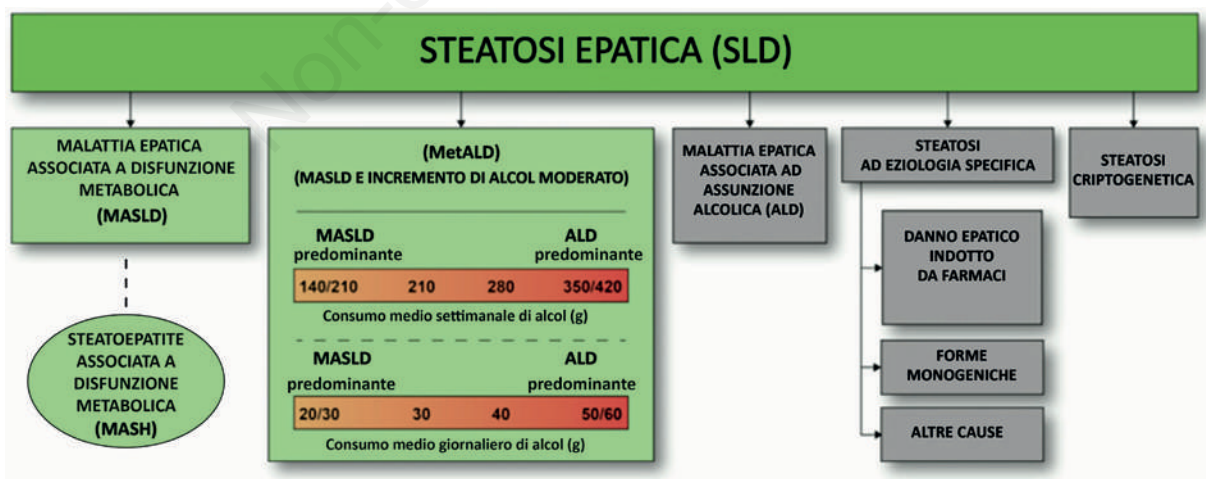 STEATOSI EPATICA (SLD)
MALATTIA EPATICA
ASSOCIATA A DISFUNZIONE
METABOLICA
(MASLD)
STEATOEPATITE
ASSOCIATA A
DISFUNZIONE
METABOLICA
(MASH)
(MetALD)
(MASLD E INCREMENTO DI ALCOL MODERATO)
MASLD ALD
predominante predominante
140/210 210 280 350/420
Consumo medio settimanale di alcol (g)
MASLD ALD
predominante predominante
20/30 30 40 50/60
Consumo medio giornaliero di alcol (g)
MALATTIA EPATICA
ASSOCIATA AD
ASSUNZIONE
ALCOLICA (ALD)
STEATOSI
AD EZIOLOGIA SPECIFICA
DANNO EPATICO
INDOTTO
DA FARMACI
FORME
MONOGENICHE
ALTRE CAUSE
STEATOSI
CRIPTOGENETICA